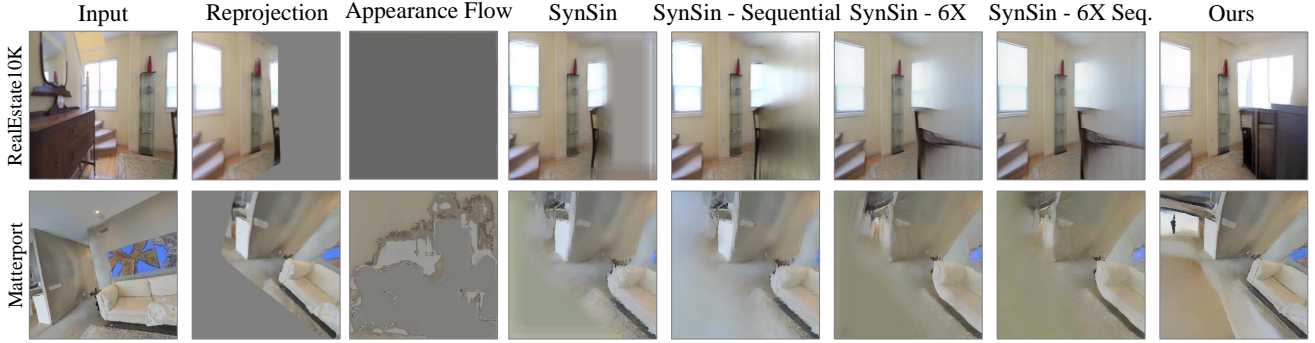 Input Reprojection Appearance Flow SynSin SynSin - Sequential SynSin - 6X SynSin - 6X Seq. Ours
RealEstate10K
Matterport